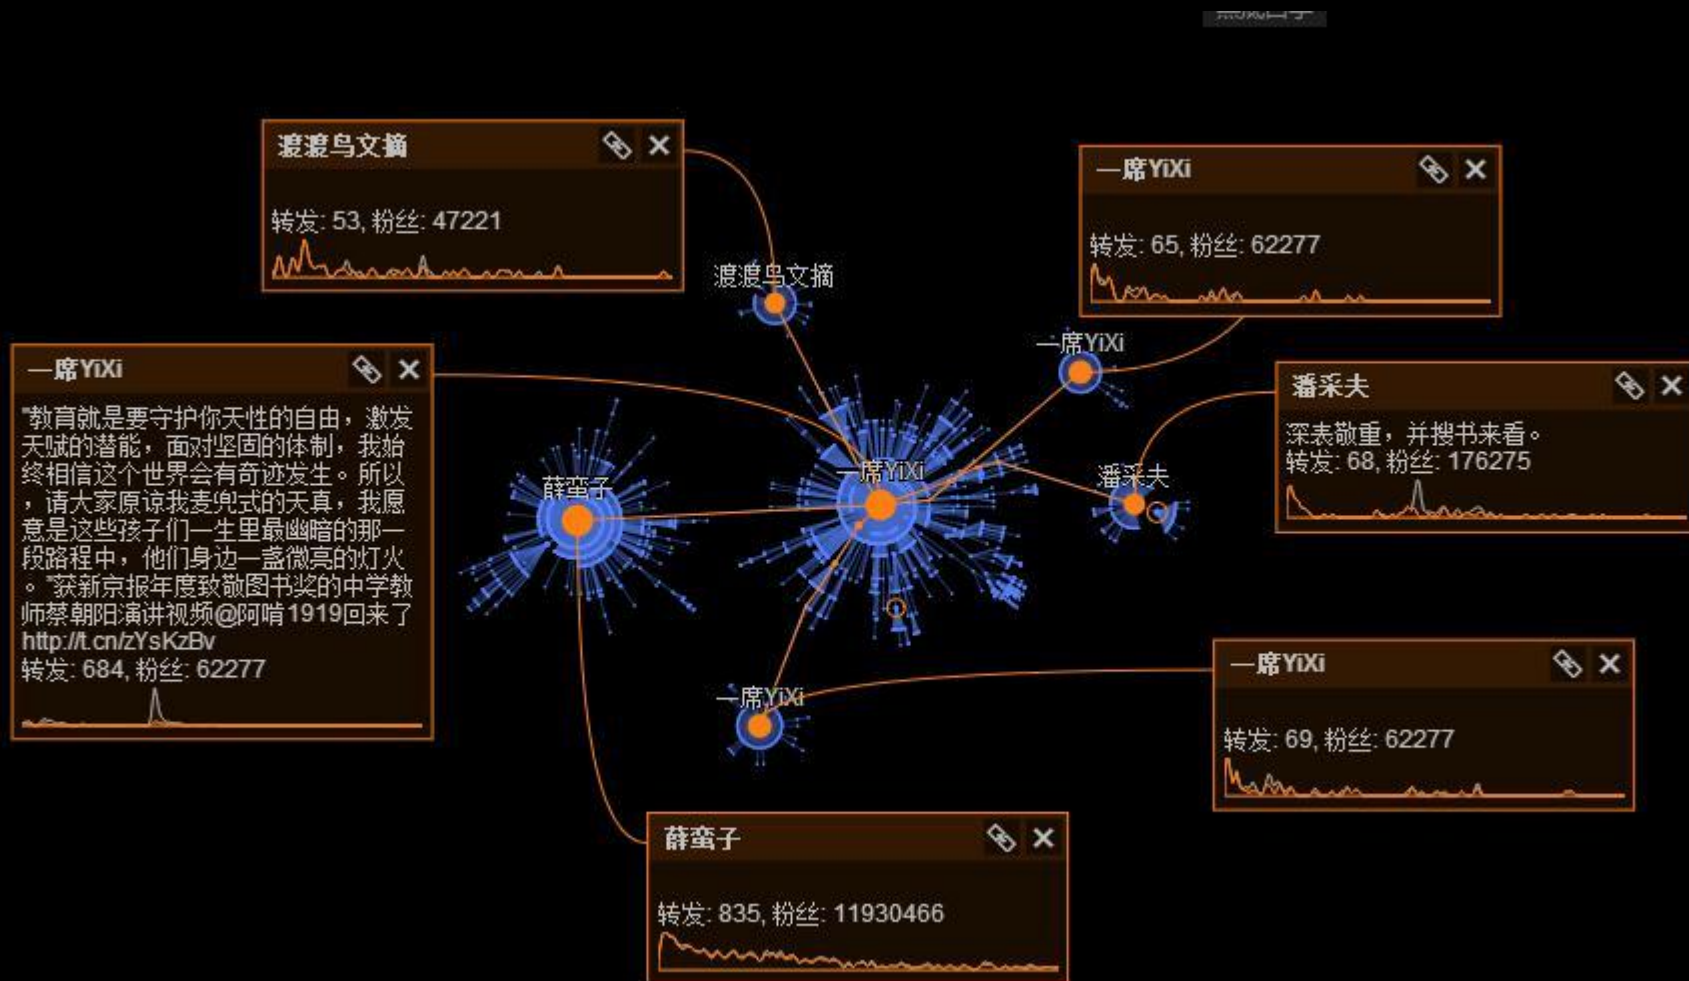 渡渡鸟文摘
转发: 53, 粉丝: 47221
一席YiXi
转发: 65, 粉丝: 62277
渡渡鸟文摘
一席YiXi
一席YiXi
"教育就是要守护你天性的自由，激发
天赋的潜能，面对坚固的体制，我始
终相信这个世界会有奇迹发生。所以
，请大家原谅我麦兜式的天真，我愿
意是这些孩子们一生里最幽暗的那一
段路程中，他们身边一盏微亮的灯火
。"获新京报年度致敬图书奖的中学教
师蔡朝阳演讲视频@阿啃1919回来了
http://t.cn/zYsKzBv
转发: 684, 粉丝: 62277
潘采夫
深表敬重，并搜书来看。
转发: 68, 粉丝: 176275
薛蛮子
一席YiXi
潘采夫
一席YiXi
一席YiXi
转发: 69, 粉丝: 62277
薛蛮子
转发: 835, 粉丝: 11930466